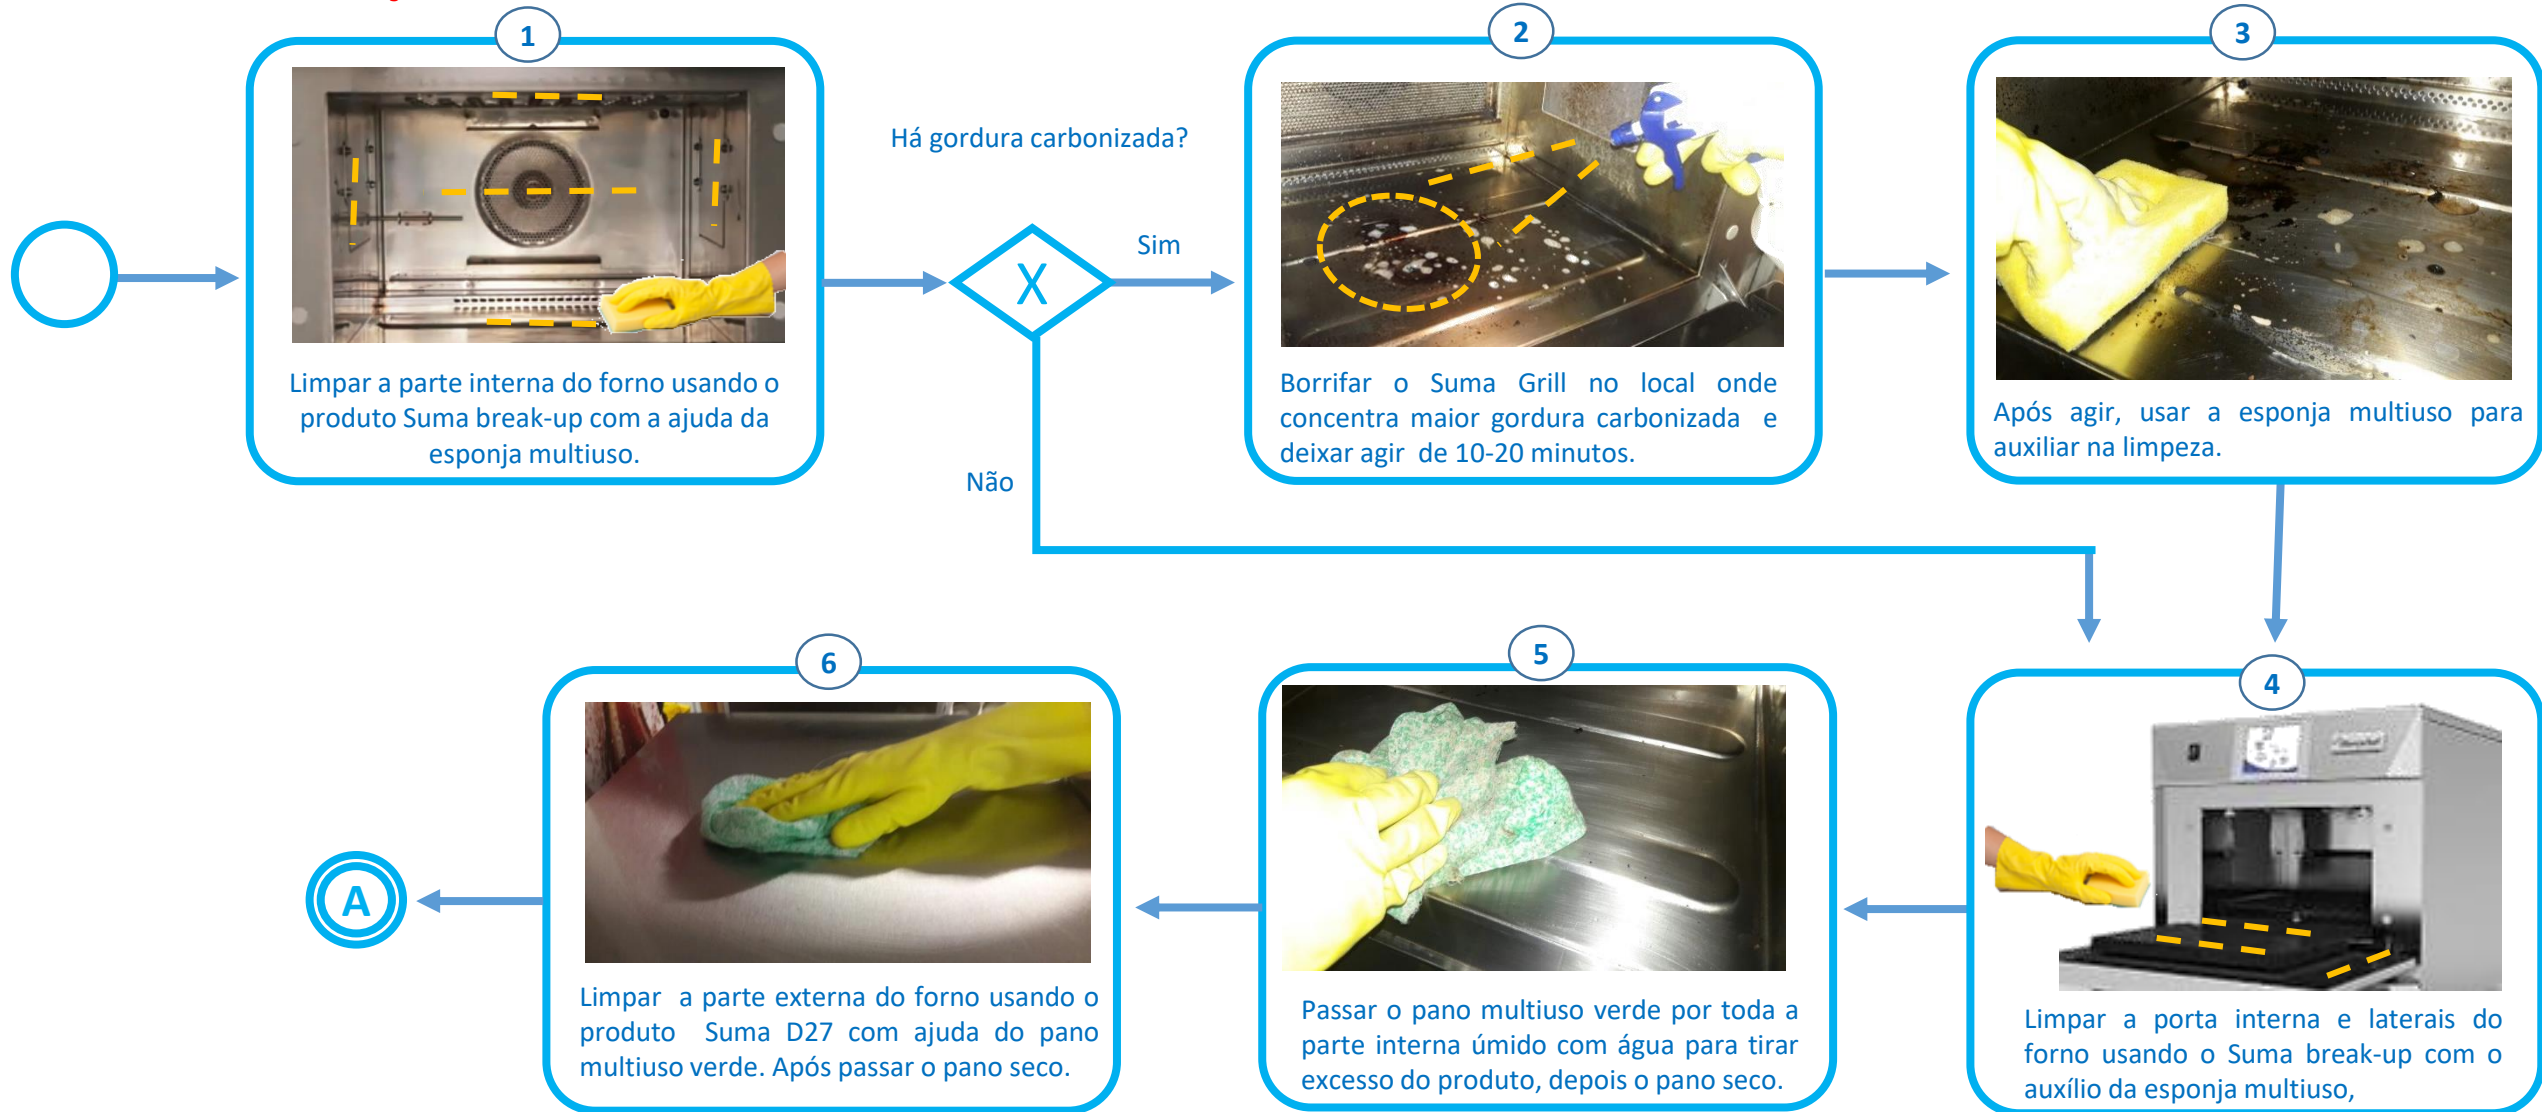 1
Limpar a parte interna do forno usando o
produto Suma break-up com a ajuda da
esponja multiuso.
Há gordura carbonizada?
X
Sim
Não
2
Borrifar o Suma Grill no local onde
concentra maior gordura carbonizada e
deixar agir de 10-20 minutos.
3
Após agir, usar a esponja multiuso para
auxiliar na limpeza.
4
Limpar a porta interna e laterais do
forno usando o Suma break-up com o
auxílio da esponja multiuso,
5
Passar o pano multiuso verde por toda a
parte interna úmido com água para tirar
excesso do produto, depois o pano seco.
6
Limpar a parte externa do forno usando o
produto Suma D27 com ajuda do pano
multiuso verde. Após passar o pano seco.
A